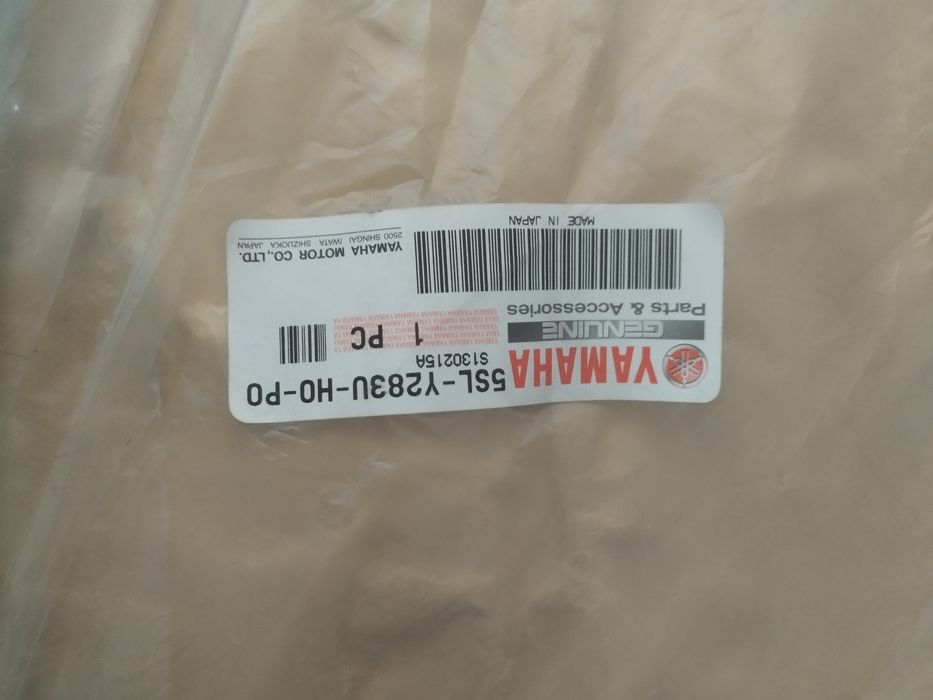 YAMAHA
5SL-Y283U-H0-P0
S130215A
GENUINE
Parts & Accessories
1 PC
YAMAHA MOTOR CO.,LTD.
2500 SHINGAI IWATA SHIZUOKA JAPAN
MADE IN JAPAN